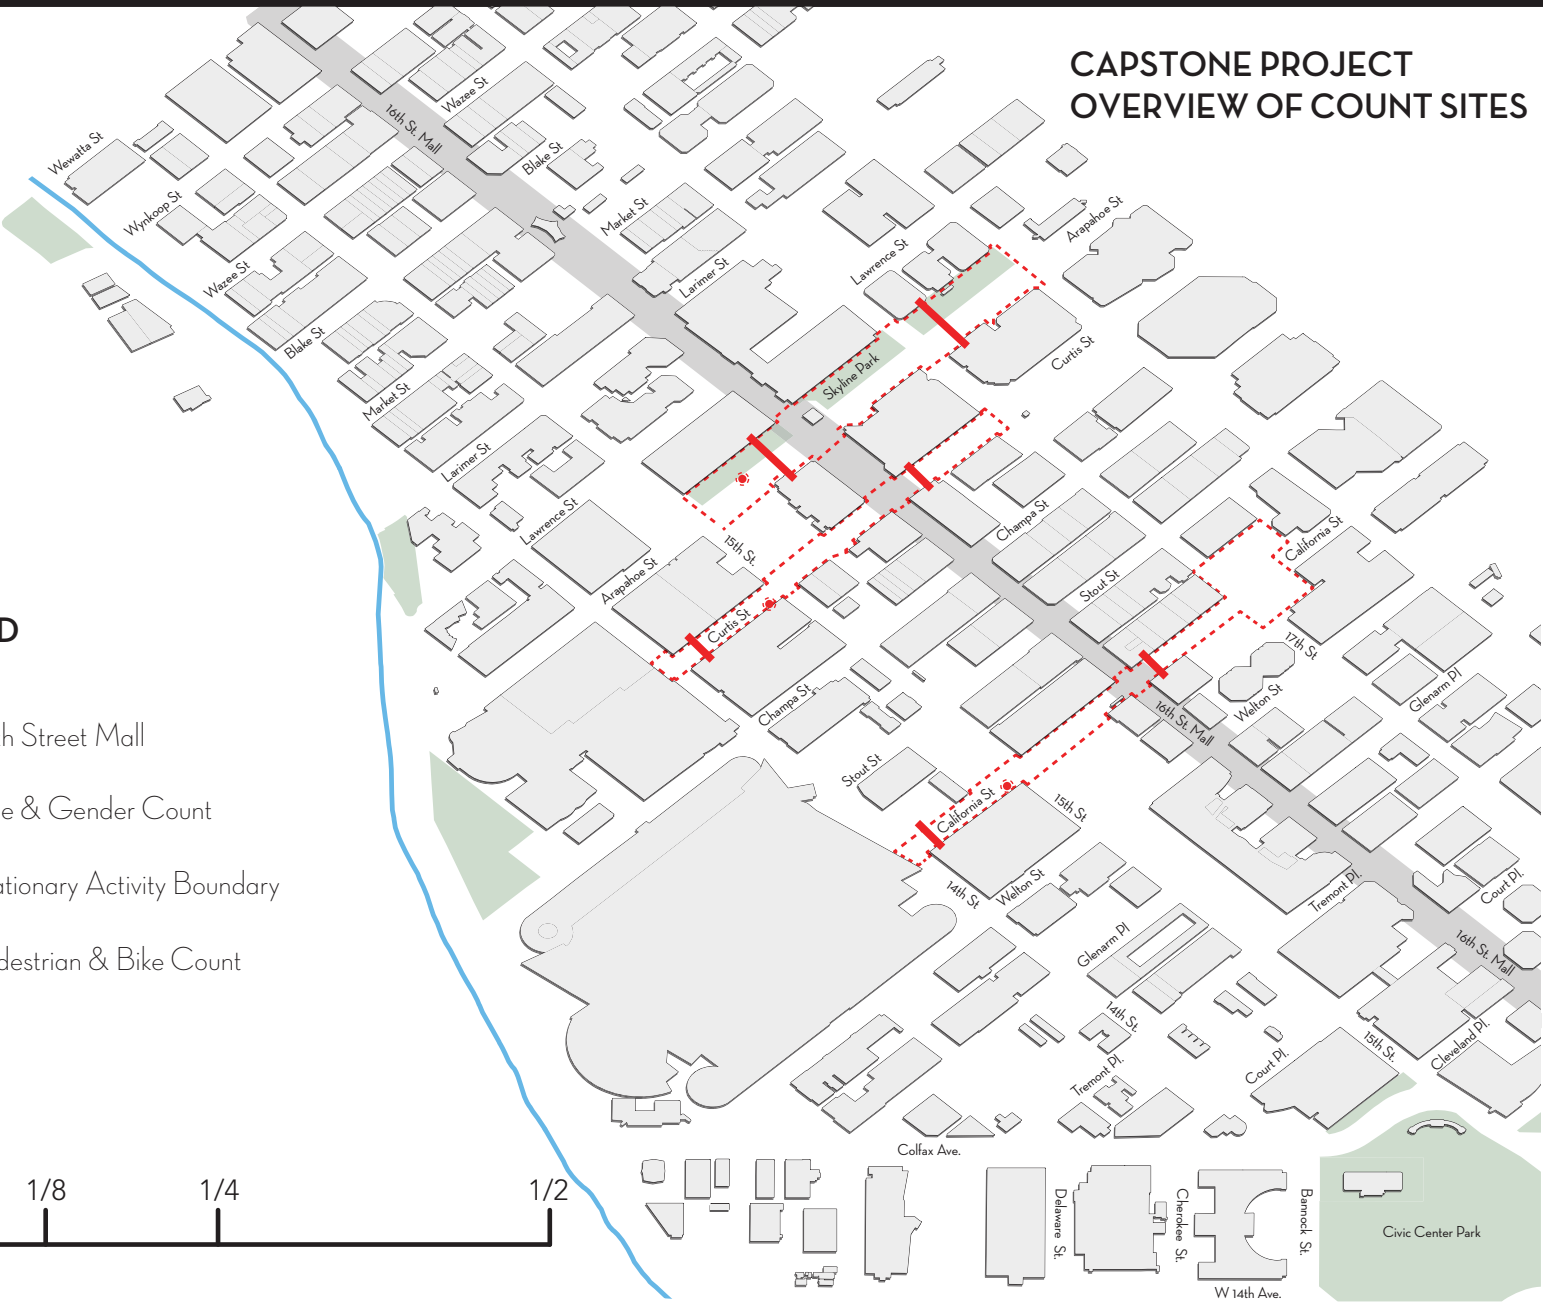 CAPSTONE PROJECT
OVERVIEW OF COUNT SITES
Wazee St
16th St. Mall
Wewatta St
Blake St
Wynkoop St
Market St
Arapahoe St
Lawrence St
Larimer St
Wazee St
Blake St
Curtis St
Skyline Park
Market St
Larimer St
Champa St
Lawrence St
California St
15th St.
Arapahoe St
Stout St
Curtis St
17th St
Champa St
Welton St
Glenarm Pl
16th St. Mall
Stout St
California St
15th St
14th St
Welton St
Tremont Pl.
Court Pl.
Glenarm Pl
16th St. Mall
14th St.
15th St.
Cleveland Pl.
Court Pl.
Tremont Pl.
Colfax Ave.
Delaware St.
Cherokee St.
Bannock St.
Civic Center Park
W 14th Ave.
D
h Street Mall
e & Gender Count
ationary Activity Boundary
destrian & Bike Count
1/8
1/4
1/2